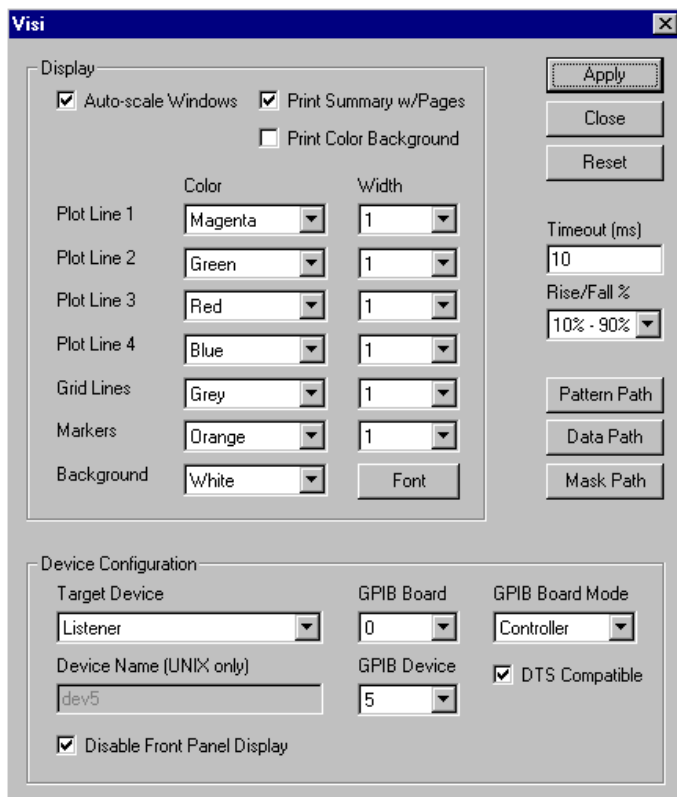 Visi
Display
Auto-scale Windows
Print Summary w/Pages
Print Color Background
Color Width
Plot Line 1 Magenta 1
Plot Line 2 Green 1
Plot Line 3 Red 1
Plot Line 4 Blue 1
Grid Lines Grey 1
Markers Orange 1
Background White Font
Apply
Close
Reset
Timeout (ms)
10
Rise/Fall %
10% - 90%
Pattern Path
Data Path
Mask Path
Device Configuration
Target Device GPIB Board GPIB Board Mode
Listener 0 Controller
Device Name (UNIX only) GPIB Device
dev5 5 DTS Compatible
Disable Front Panel Display